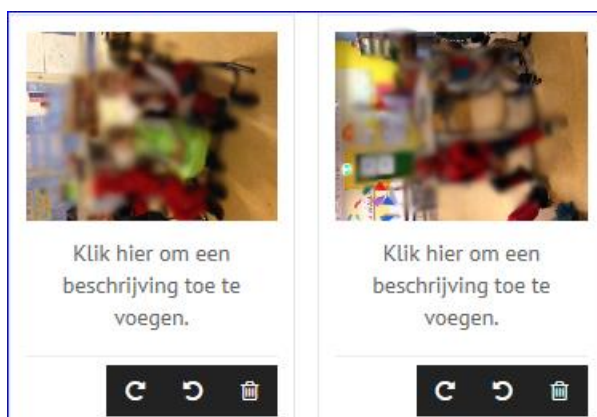 Klik hier om een
beschrijving toe te
voegen.
Klik hier om een
beschrijving toe te
voegen.